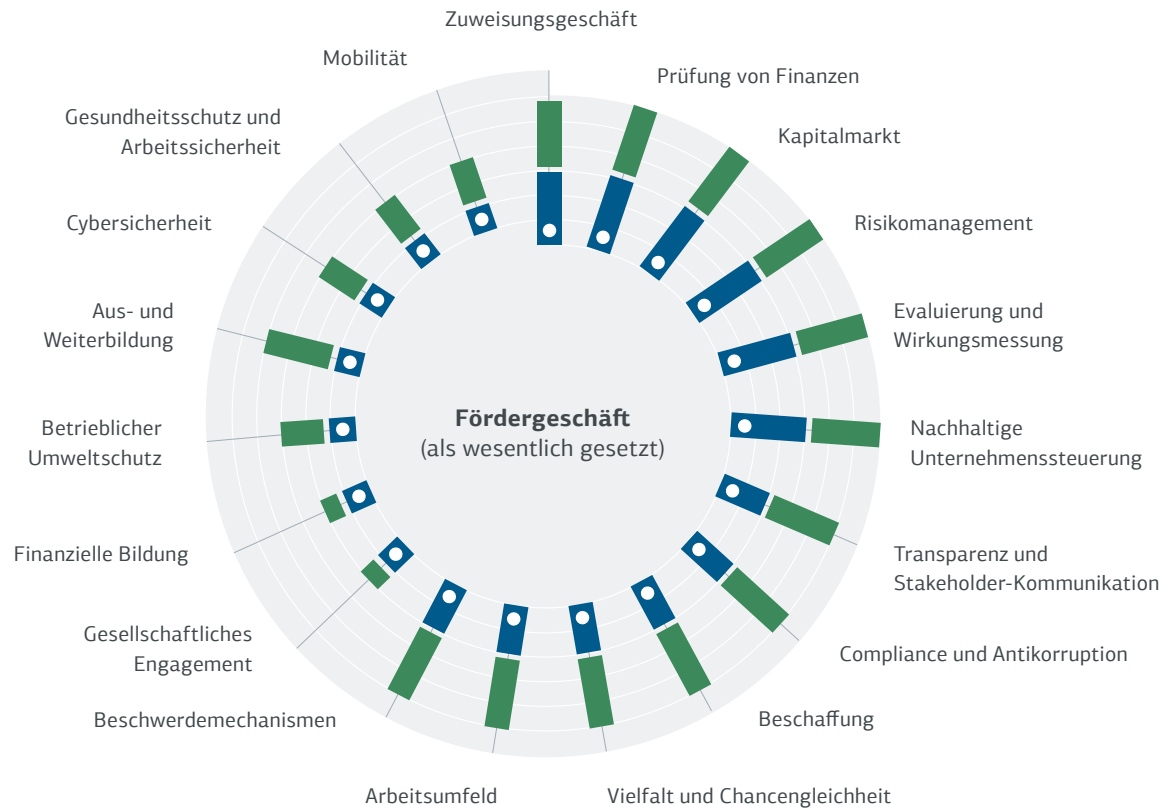 Zuweisungsgeschäft
Prüfung von Finanzen
Kapitalmarkt
Risikomanagement
Evaluierung und
Wirkungsmessung
Nachhaltige
Unternehmenssteuerung
Transparenz und
Stakeholder-Kommunikation
Compliance und Antikorruption
Beschaffung
Vielfalt und Chancengleichheit
Arbeitsumfeld
Beschwerdemechanismen
Gesellschaftliches
Engagement
Finanzielle Bildung
Betrieblicher
Umweltschutz
Aus- und
Weiterbildung
Cybersicherheit
Gesundheitsschutz und
Arbeitssicherheit
Mobilität
Fördergeschäft
(als wesentlich gesetzt)